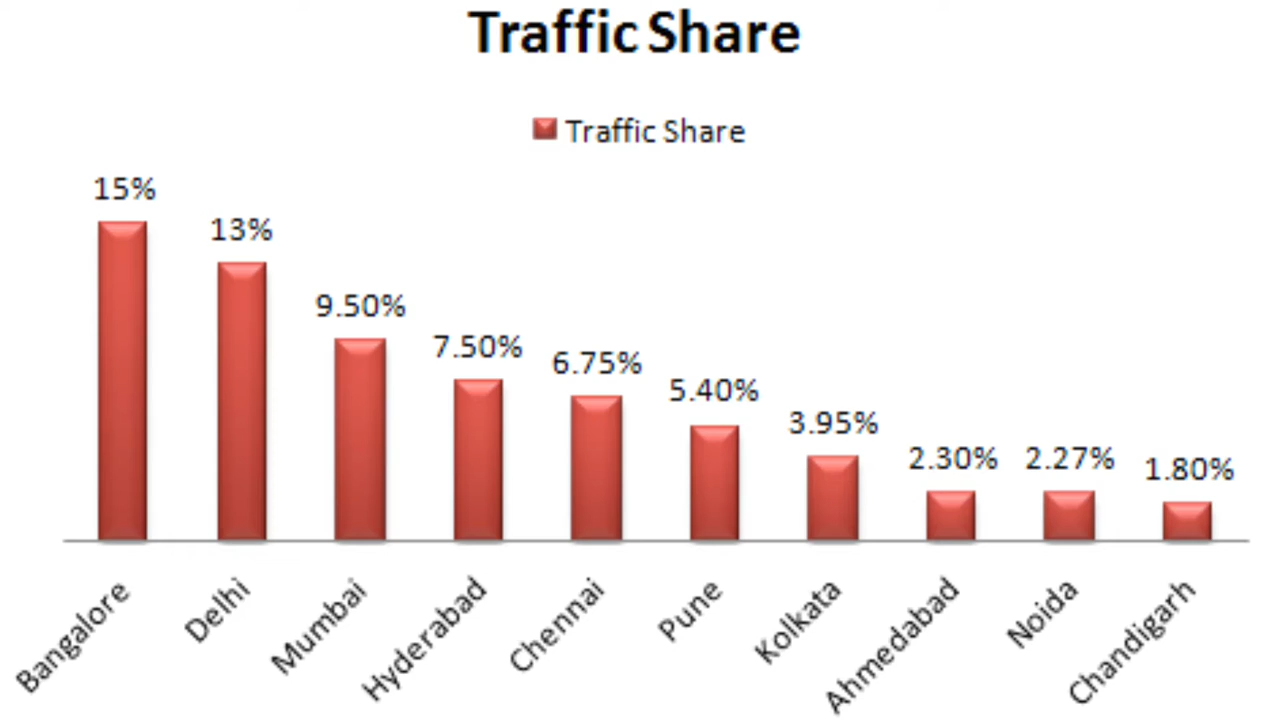 Traffic Share
Traffic Share
15%
13%
9.50%
7.50%
6.75%
5.40%
3.95%
2.30%
2.27%
1.80%
Bangalore
Delhi
Mumbai
Hyderabad
Chennai
Pune
Kolkata
Ahmedabad
Noida
Chandigarh